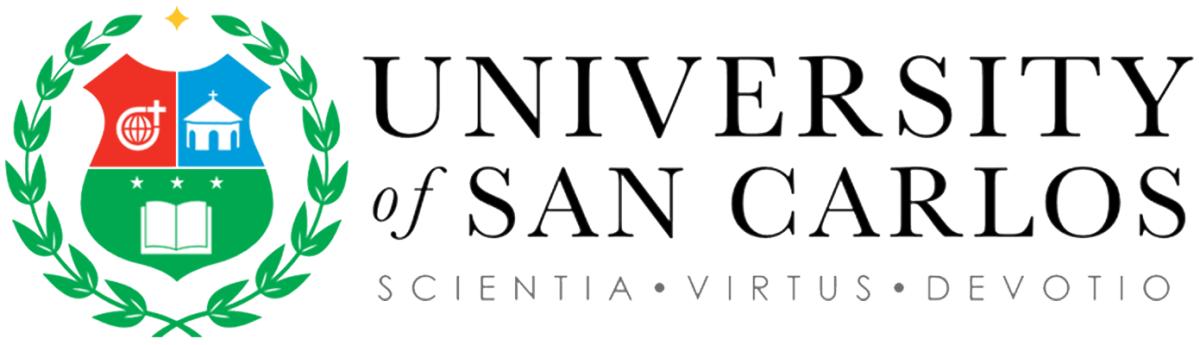 UNIVERSITY
of SAN CARLOS
SCIENTIA • VIRTUS • DEVOTIO